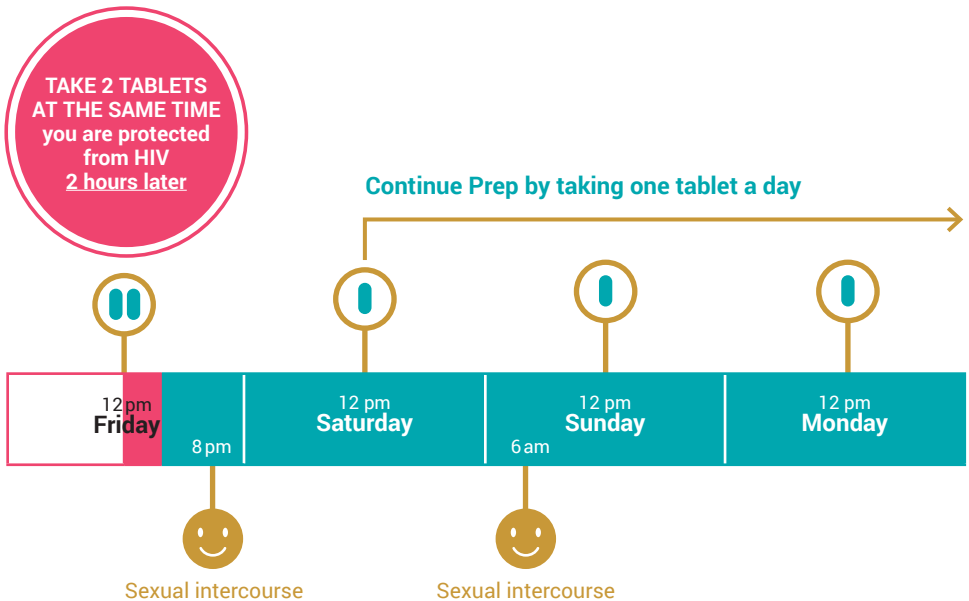 TAKE 2 TABLETS
AT THE SAME TIME
you are protected
from HIV
2 hours later
Continue Prep by taking one tablet a day
12 pm
Friday
8 pm
12 pm
Saturday
12 pm
Sunday
6 am
12 pm
Monday
Sexual intercourse
Sexual intercourse